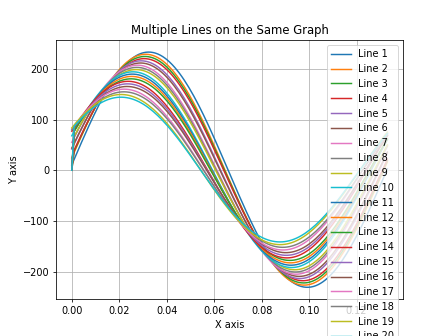 Multiple Lines on the Same Graph
Y axis
200
100
0
−100
−200
0.00
0.02
0.04
0.06
0.08
0.10
X axis
Line 1
Line 2
Line 3
Line 4
Line 5
Line 6
Line 7
Line 8
Line 9
Line 10
Line 11
Line 12
Line 13
Line 14
Line 15
Line 16
Line 17
Line 18
Line 19
Line 20